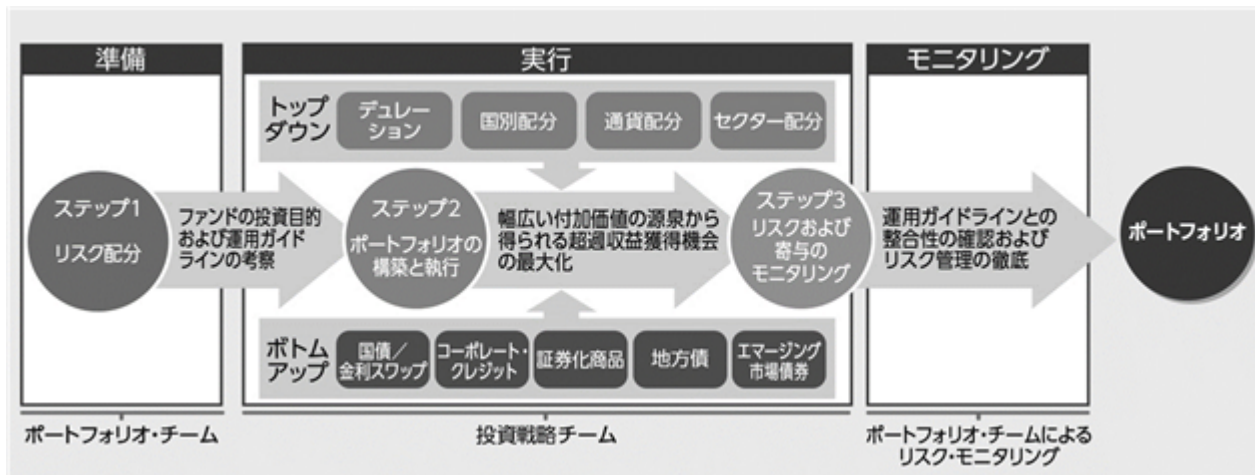 準備
実行
モニタリング
トップ
ダウン
デュレー
ション
国別配分
通貨配分
セクター配分
ステップ1
リスク配分
ファンドの投資目的
および運用ガイド
ラインの考察
ステップ2
ポートフォリオの
構築と執行
幅広い付加価値の源泉から
得られる超過収益獲得機会
の最大化
ステップ3
リスクおよび
寄与の
モニタリング
運用ガイドラインとの
整合性の確認および
リスク管理の徹底
ポートフォリオ
ボトム
アップ
国債／
金利スワップ
コーポレート・
クレジット
証券化商品
地方債
エマージング
市場債券
ポートフォリオ・チーム
投資戦略チーム
ポートフォリオ・チームによる
リスク・モニタリング